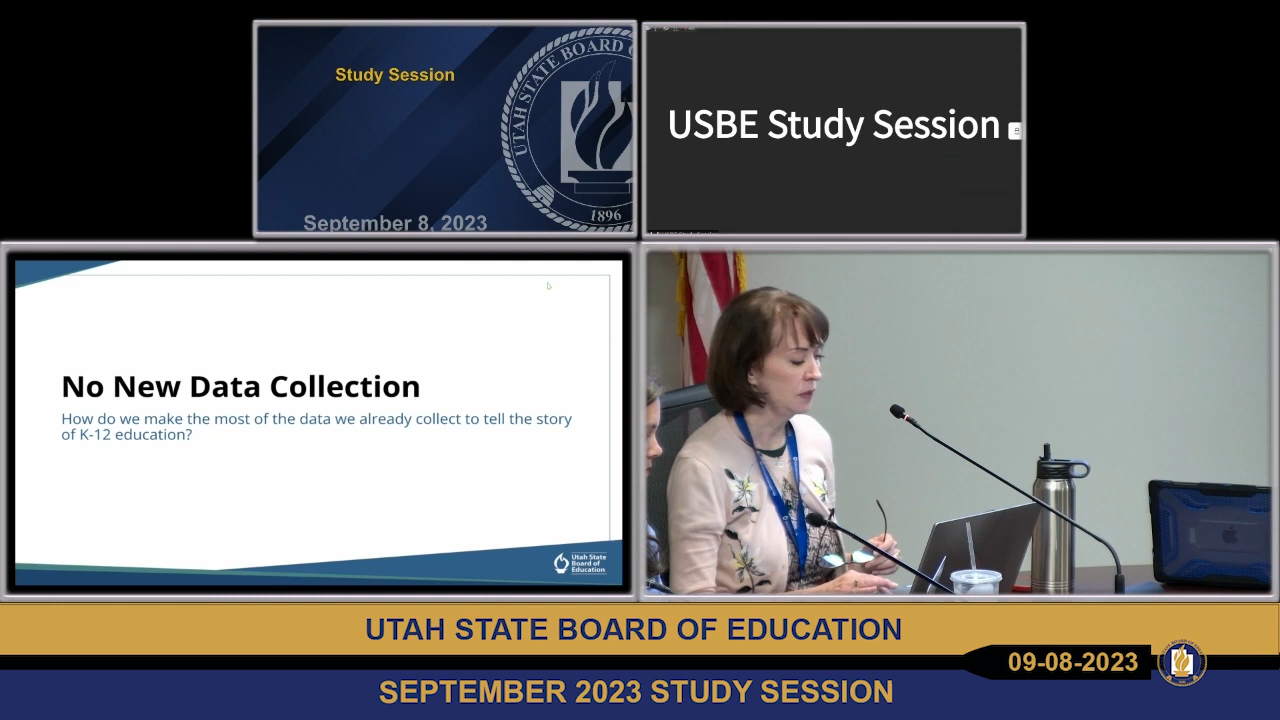 Study Session
UTAH STATE BOARD O
1896
September 8, 2023
USBE Study Session
No New Data Collection
How do we make the most of the data we already collect to tell the story
of K-12 education?
Utah State
Board of
Education
UTAH STATE BOARD OF EDUCATION
09-08-2023
SEPTEMBER 2023 STUDY SESSION